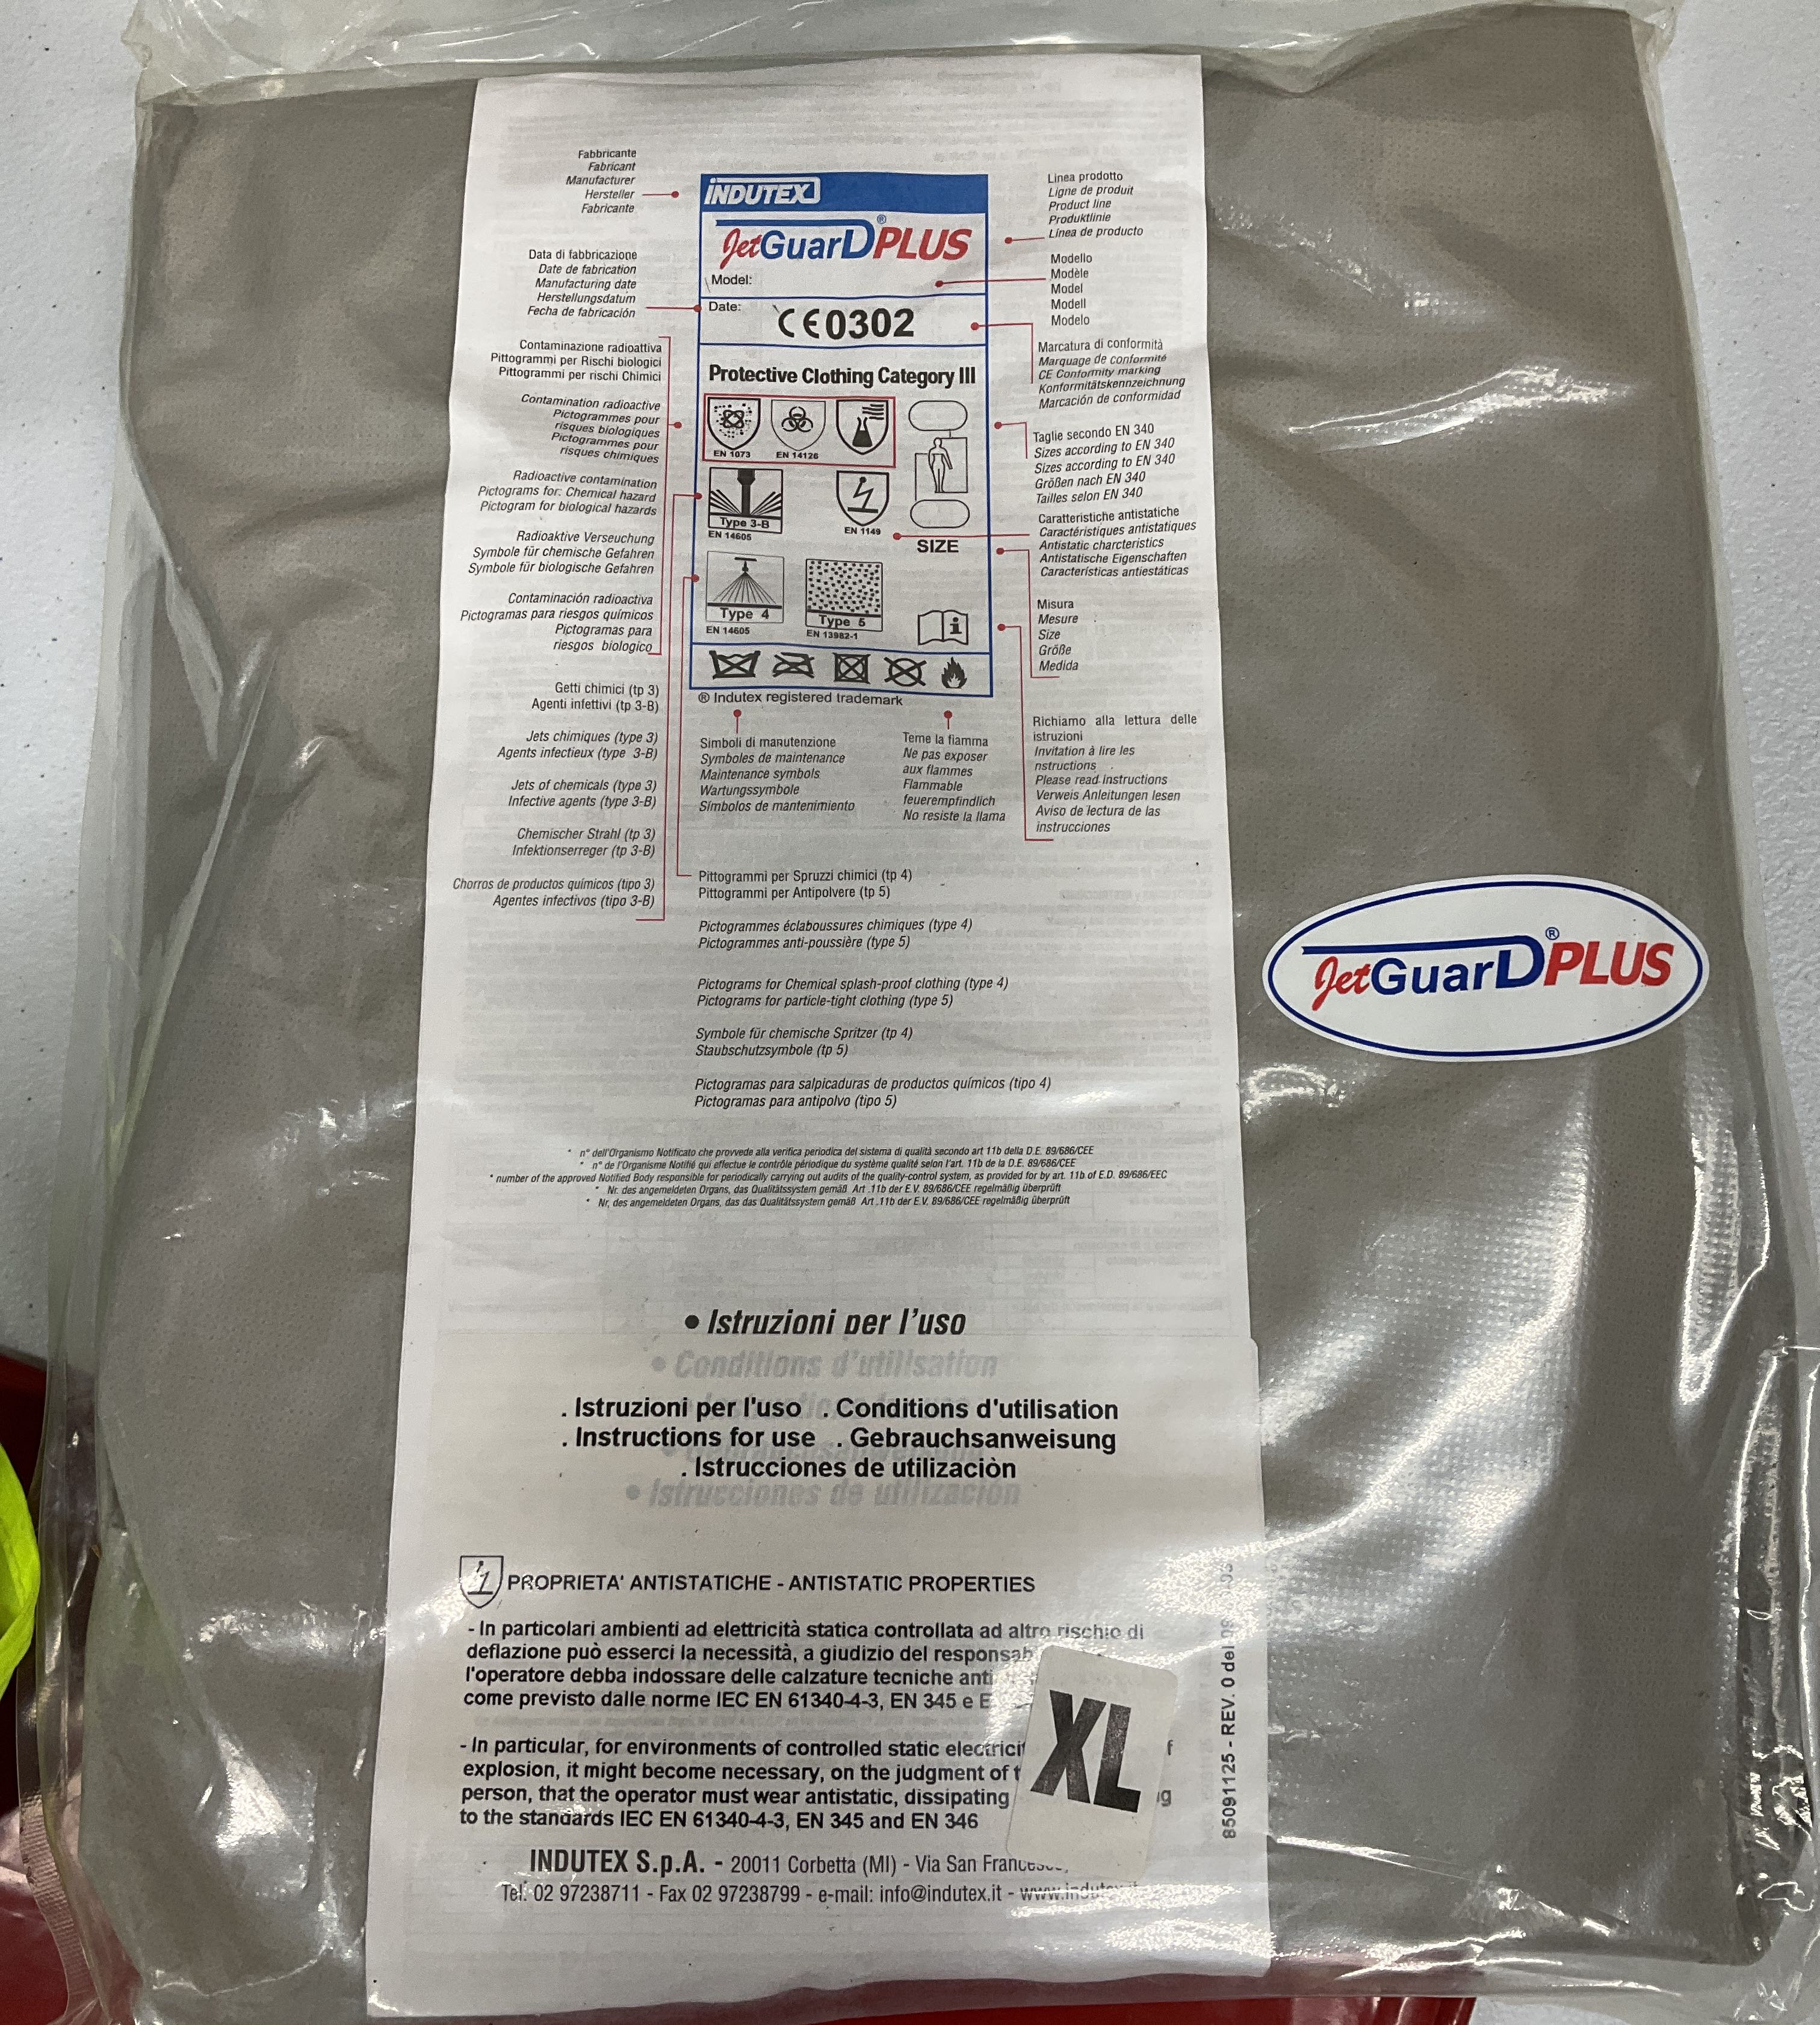 Fabbricante
Fabricant
Manufacturer
Hersteller
Fabricante
Data di fabbricazione
Date de fabrication
Manufacturing date
Herstellungsdatum
Fecha de fabricación
Contaminazione radioattiva
Pittogrammi per Rischi biologici
Pittogrammi per rischi Chimici
Contamination radioactive
Pictogrammes pour
risques biologiques
Pictogrammes pour
risques chimiques
Radioactive contamination
Pictograms for: Chemical hazard
Pictogram for biological hazards
Radioaktive Verseuchung
Symbole für chemische Gefahren
Symbole für biologische Gefahren
Contaminación radioactiva
Pictogramas para riesgos químicos
Pictogramas para
riesgos biologico
Getti chimici (tp 3)
Agenti infettivi (tp 3-B)
Jets chimiques (type 3)
Agents infectieux (type 3-B)
Jets of chemicals (type 3)
Infective agents (type 3-B)
Chemischer Strahl (tp 3)
Infektionserreger (tp 3-B)
Chorros de productos químicos (tipo 3)
Agentes infectivos (tipo 3-B)
INDUTEX
JetGuarD®PLUS
Model:
Date:
CE0302
Protective Clothing Category III
EN 1073
EN 14126
Type 3-B
EN 14605
EN 1149
SIZE
Type 4
EN 14605
Type 5
EN 13982-1
i
® Indutex registered trademark
Linea prodotto
Ligne de produit
Product line
Produktlinie
Línea de producto
Modello
Modèle
Model
Modell
Modelo
Marcatura di conformità
Marquage de conformité
CE Conformity marking
Konformitätskennzeichnung
Marcación de conformidad
Taglie secondo EN 340
Sizes according to EN 340
Sizes according to EN 340
Größen nach EN 340
Tailles selon EN 340
Caratteristiche antistatiche
Caractéristiques antistatiques
Antistatic charcteristics
Antistatische Eigenschaften
Características antiestáticas
Misura
Mesure
Size
Größe
Medida
Richiamo alla lettura delle
istruzioni
Invitation à lire les
nstructions
Please read instructions
Verweis Anleitungen lesen
Aviso de lectura de las
instrucciones
Simboli di manutenzione
Symboles de maintenance
Maintenance symbols
Wartungssymbole
Símbolos de mantenimiento
Teme la fiamma
Ne pas exposer
aux flammes
Flammable
feuerempfindlich
No resiste la llama
Pittogrammi per Spruzzi chimici (tp 4)
Pittogrammi per Antipolvere (tp 5)
Pictogrammes éclaboussures chimiques (type 4)
Pictogrammes anti-poussière (type 5)
Pictograms for Chemical splash-proof clothing (type 4)
Pictograms for particle-tight clothing (type 5)
Symbole für chemische Spritzer (tp 4)
Staubschutzsymbole (tp 5)
Pictogramas para salpicaduras de productos químicos (tipo 4)
Pictogramas para antipolvo (tipo 5)
* n° dell'Organismo Notificato che provvede alla verifica periodica del sistema di qualità secondo art 11b della D.E. 89/686/CEE
* n° de l'Organisme Notifié qui effectue le contrôle périodique du système qualité selon l'art. 11b de la D.E. 89/686/CEE
* number of the approved Notified Body responsible for periodically carrying out audits of the quality-control system, as provided for by art. 11b of E.D. 89/686/EEC
* Nr. des angemeldeten Organs, das Qualitätssystem gemäß Art .11b der E.V. 89/686/CEE regelmäßig überprüft
* Nr. des angemeldeten Organs, das das Qualitätssystem gemäß Art .11b der E.V. 89/686/CEE regelmäßig überprüft
• Istruzioni per l'uso
• Conditions d'utilisation
. Istruzioni per l'uso . Conditions d'utilisation
. Instructions for use . Gebrauchsanweisung
. Istrucciones de utilizaciòn
• Istrucciones de utilización
PROPRIETA' ANTISTATICHE - ANTISTATIC PROPERTIES
- In particolari ambienti ad elettricità statica controllata ad altro rischio di
deflazione può esserci la necessità, a giudizio del responsab
l'operatore debba indossare delle calzature tecniche anti
come previsto dalle norme IEC EN 61340-4-3, EN 345 e E
- In particular, for environments of controlled static electricit f
explosion, it might become necessary, on the judgment of t
person, that the operator must wear antistatic, dissipating g
to the standards IEC EN 61340-4-3, EN 345 and EN 346
XL
INDUTEX S.p.A. - 20011 Corbetta (MI) - Via San Francesco,
Tel: 02 97238711 - Fax 02 97238799 - e-mail: info@indutex.it - www.indutex.it
85091125 - REV. 0 del
JetGuarD®PLUS